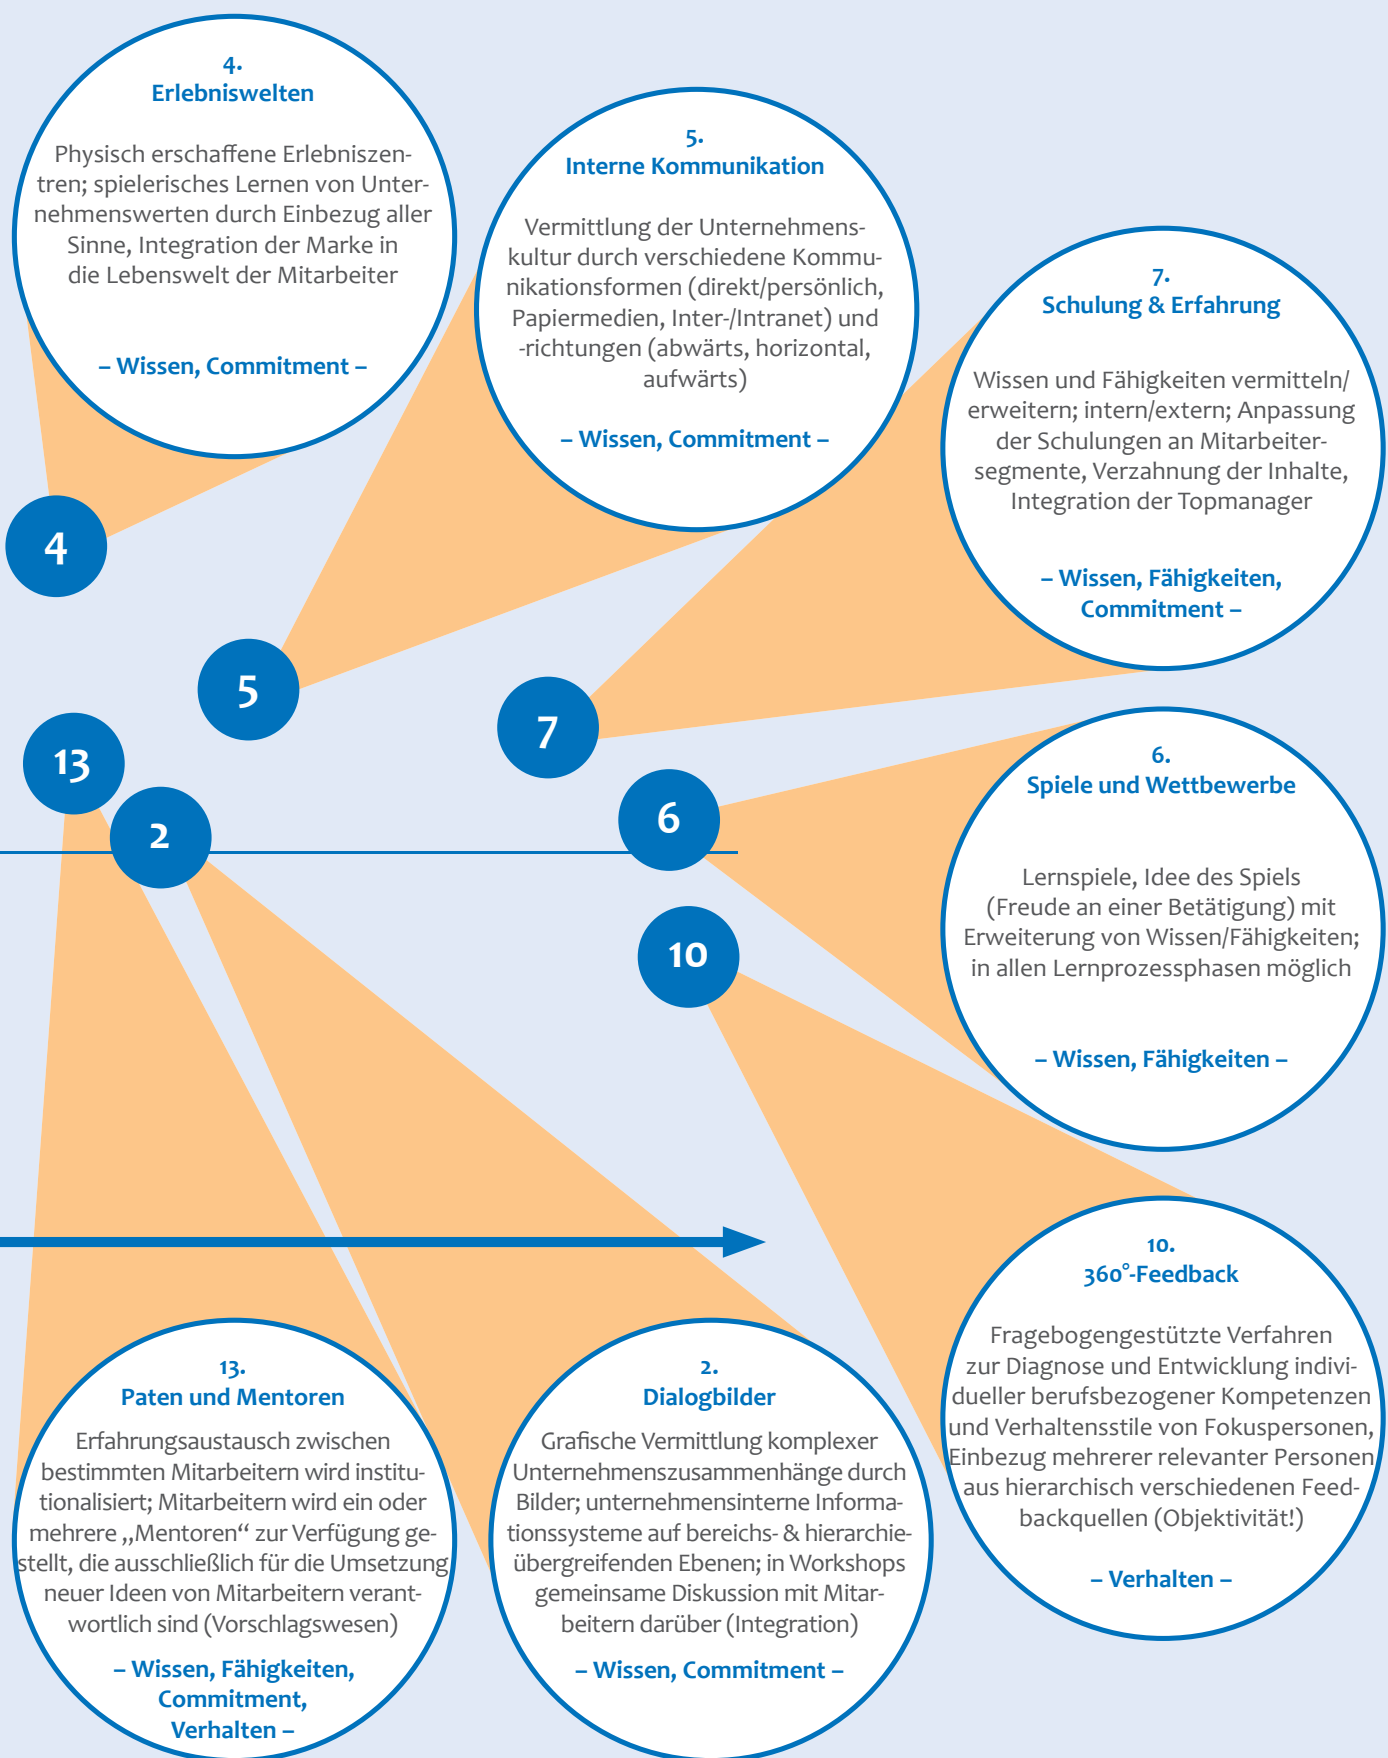 4.
Erlebniswelten
Physisch erschaffene Erlebniszen-
tren; spielerisches Lernen von Unter-
nehmenswerten durch Einbezug aller
Sinne, Integration der Marke in
die Lebenswelt der Mitarbeiter
– Wissen, Commitment –
5.
Interne Kommunikation
Vermittlung der Unternehmens-
kultur durch verschiedene Kommu-
nikationsformen (direkt/persönlich,
Papiermedien, Inter-/Intranet) und
-richtungen (abwärts, horizontal,
aufwärts)
– Wissen, Commitment –
7.
Schulung & Erfahrung
Wissen und Fähigkeiten vermitteln/
erweitern; intern/extern; Anpassung
der Schulungen an Mitarbeiter-
segmente, Verzahnung der Inhalte,
Integration der Topmanager
– Wissen, Fähigkeiten,
Commitment –
4
5
7
13
2
6
10
6.
Spiele und Wettbewerbe
Lernspiele, Idee des Spiels
(Freude an einer Betätigung) mit
Erweiterung von Wissen/Fähigkeiten;
in allen Lernprozessphasen möglich
– Wissen, Fähigkeiten –
13.
Paten und Mentoren
Erfahrungsaustausch zwischen
bestimmten Mitarbeitern wird institu-
tionalisiert; Mitarbeitern wird ein oder
mehrere „Mentoren“ zur Verfügung ge-
stellt, die ausschließlich für die Umsetzung
neuer Ideen von Mitarbeitern verant-
wortlich sind (Vorschlagswesen)
– Wissen, Fähigkeiten,
Commitment,
Verhalten –
2.
Dialogbilder
Grafische Vermittlung komplexer
Unternehmenszusammenhänge durch
Bilder; unternehmensinterne Informa-
tionssysteme auf bereichs- & hierarchie-
übergreifenden Ebenen; in Workshops
gemeinsame Diskussion mit Mitar-
beitern darüber (Integration)
– Wissen, Commitment –
10.
360°-Feedback
Fragebogengestützte Verfahren
zur Diagnose und Entwicklung indivi-
dueller berufsbezogener Kompetenzen
und Verhaltensstile von Fokuspersonen,
Einbezug mehrerer relevanter Personen
aus hierarchisch verschiedenen Feed-
backquellen (Objektivität!)
– Verhalten –